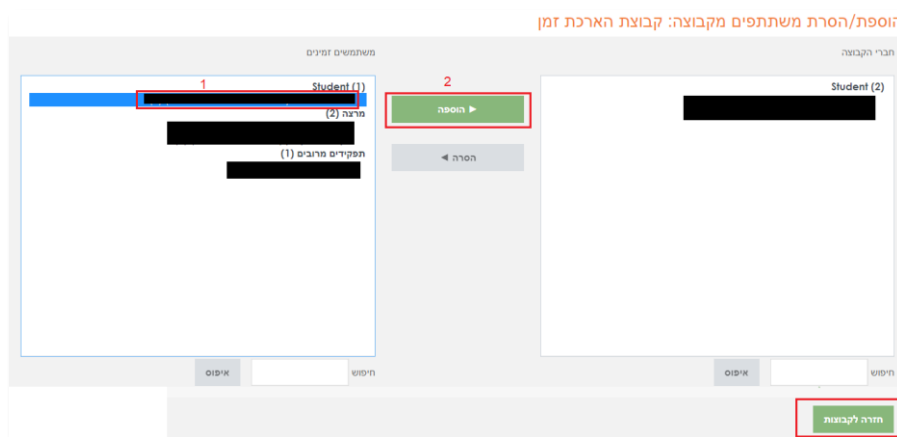 הוספת/הסרת משתתפים מקבוצה: קבוצת הארכת זמן
חברי הקבוצה
Student (2)
חיפוש
איפוס
2
הוספה ◄
הסרה ►
משתמשים זמינים
Student (1)
1
מרצה (2)
תפקידים מרובים (1)
חיפוש
איפוס
חזרה לקבוצות